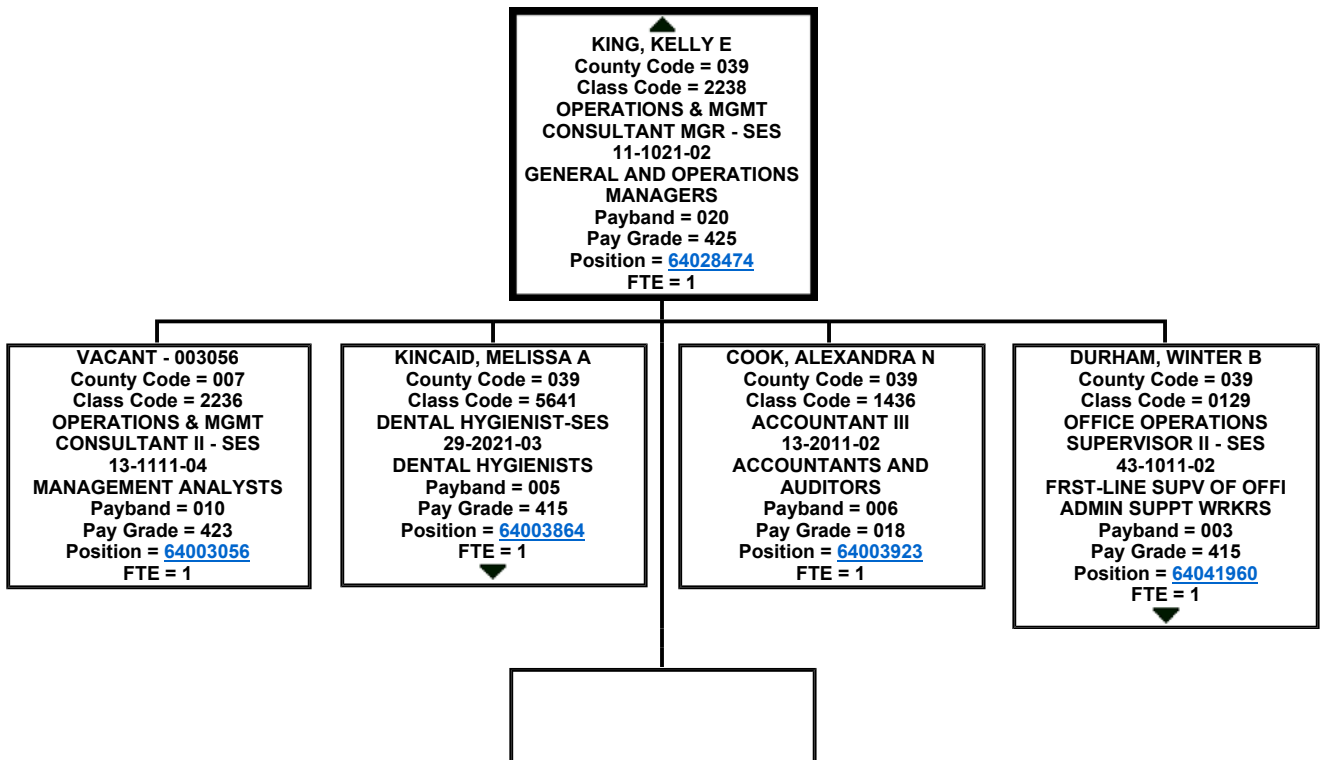 KING, KELLY E
County Code = 039
Class Code = 2238
OPERATIONS & MGMT
CONSULTANT MGR - SES
11-1021-02
GENERAL AND OPERATIONS
MANAGERS
Payband = 020
Pay Grade = 425
Position = 64028474
FTE = 1
VACANT - 003056
County Code = 007
Class Code = 2236
OPERATIONS & MGMT
CONSULTANT II - SES
13-1111-04
MANAGEMENT ANALYSTS
Payband = 010
Pay Grade = 423
Position = 64003056
FTE = 1
KINCAID, MELISSA A
County Code = 039
Class Code = 5641
DENTAL HYGIENIST-SES
29-2021-03
DENTAL HYGIENISTS
Payband = 005
Pay Grade = 415
Position = 64003864
FTE = 1
COOK, ALEXANDRA N
County Code = 039
Class Code = 1436
ACCOUNTANT III
13-2011-02
ACCOUNTANTS AND
AUDITORS
Payband = 006
Pay Grade = 018
Position = 64003923
FTE = 1
DURHAM, WINTER B
County Code = 039
Class Code = 0129
OFFICE OPERATIONS
SUPERVISOR II - SES
43-1011-02
FRST-LINE SUPV OF OFFI
ADMIN SUPPT WRKRS
Payband = 003
Pay Grade = 415
Position = 64041960
FTE = 1